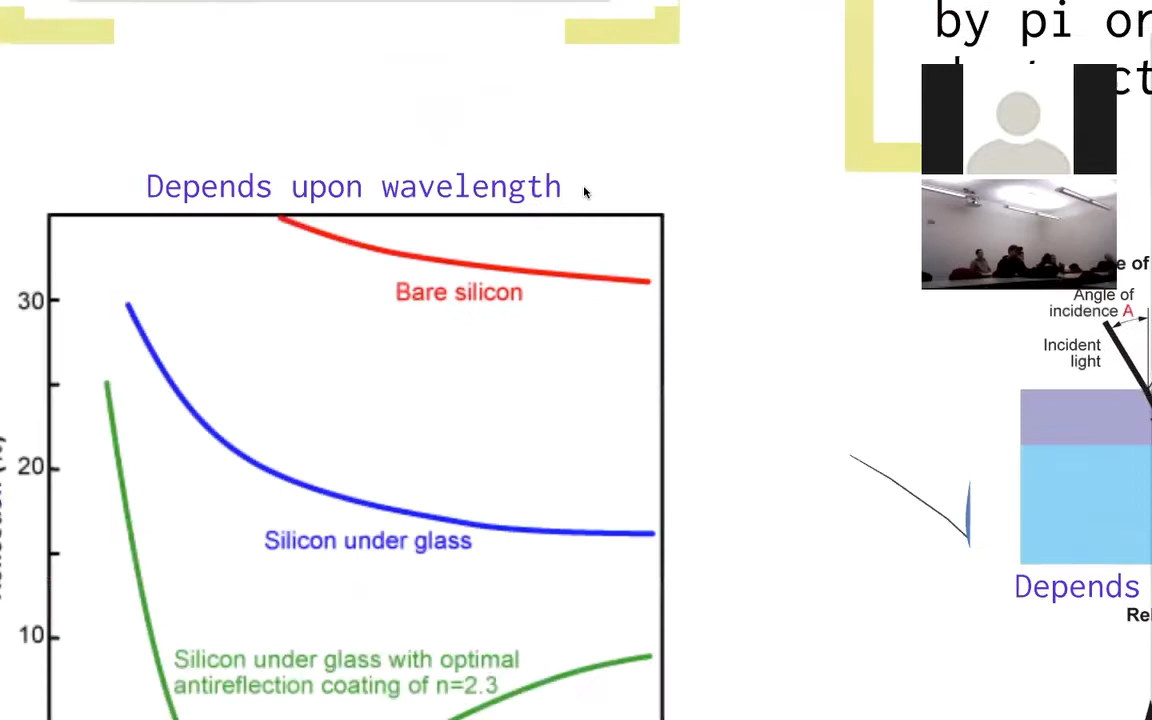 by pi or
Depends upon wavelength
Bare silicon
30
20
Silicon under glass
10
Silicon under glass with optimal
antireflection coating of n=2.3
e of
Angle of
incidence A
Incident
light
Depends